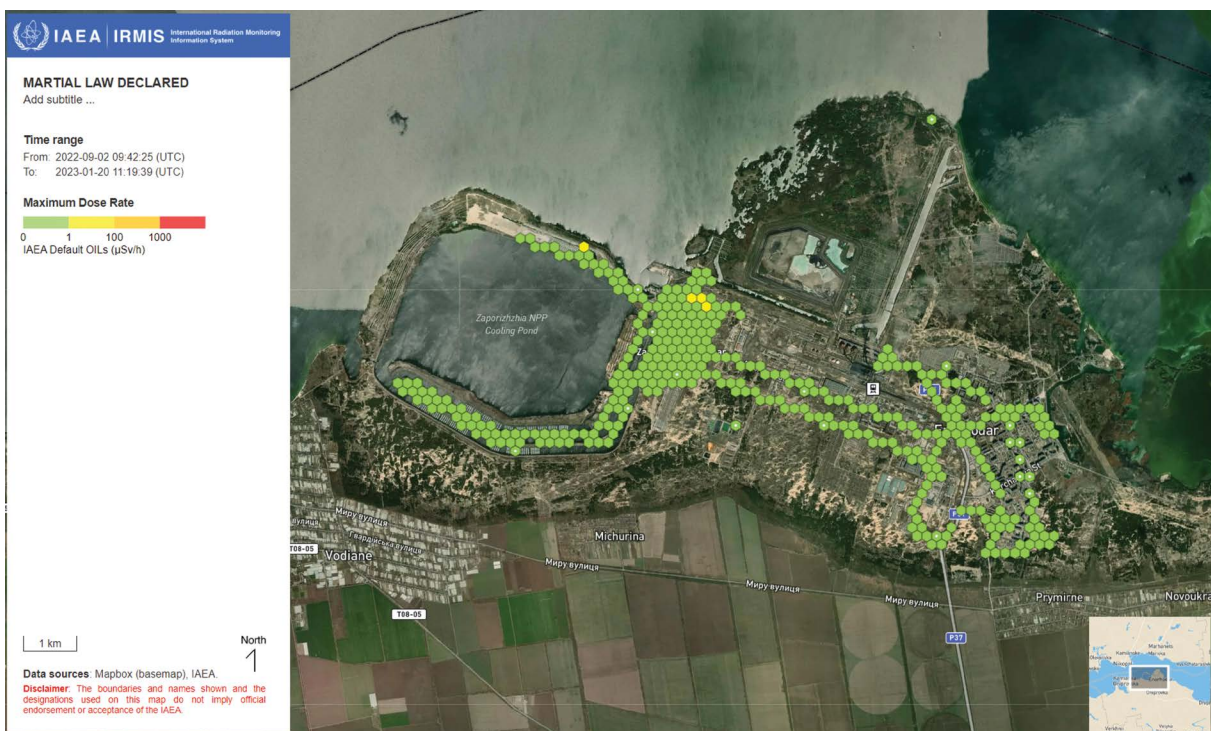 IAEA IRMIS International Radiation Monitoring
Information System
MARTIAL LAW DECLARED
Add subtitle ...
Time range
From: 2022-09-02 09:42:25 (UTC)
To: 2023-01-20 11:19:39 (UTC)
Maximum Dose Rate
0 1 100 1000
IAEA Default OILs (µSv/h)
1 km
North
Data sources: Mapbox (basemap), IAEA.
Disclaimer: The boundaries and names shown and the
designations used on this map do not imply official
endorsement or acceptance of the IAEA.
Zaporizhzhia NPP
Cooling Pond
Миру вулиця
Гвардійська вулиця
вулиця
T08-05
Vodiane
Michurina
Миру вулиця
T08-05
Миру вулиця
Prymirne
Novoukra
P37